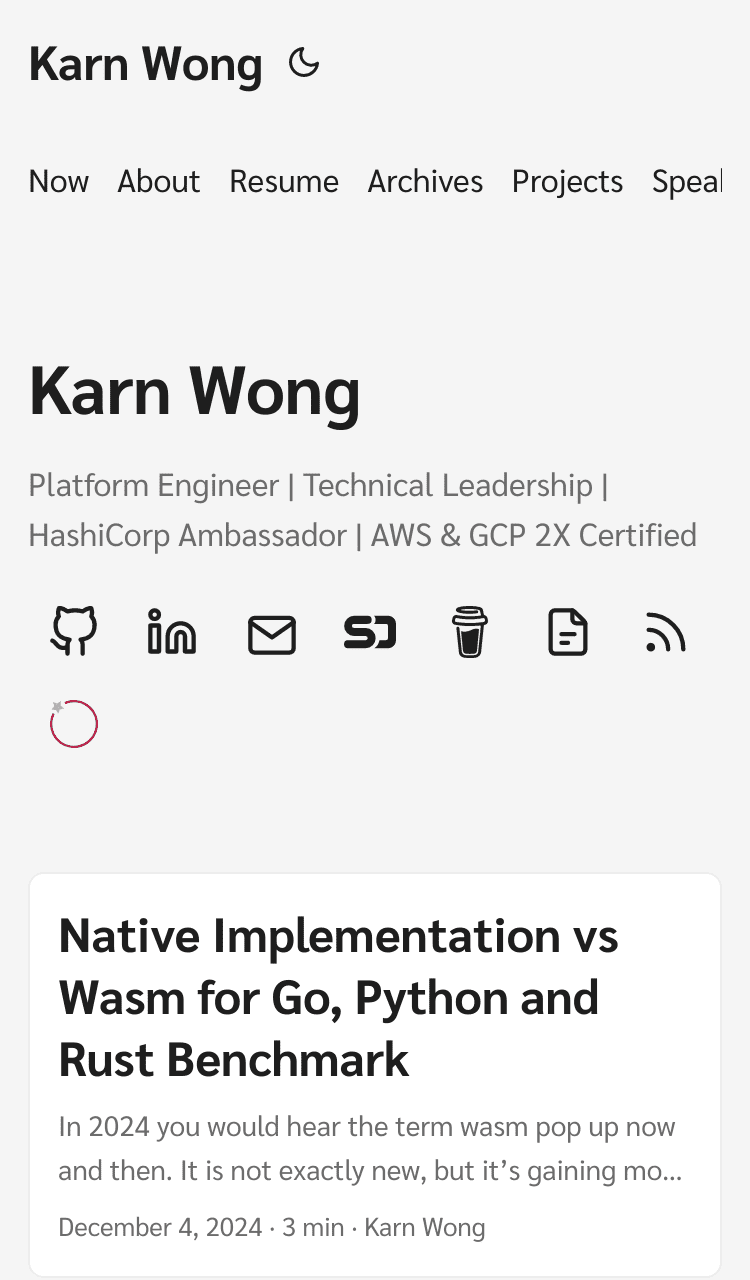 Karn Wong
Now About Resume Archives Projects
Karn Wong
Platform Engineer | Technical Leadership |
HashiCorp Ambassador | AWS & GCP 2X Certified
Native Implementation vs
Wasm for Go, Python and
Rust Benchmark
In 2024 you would hear the term wasm pop up now
and then. It is not exactly new, but it’s gaining mo...
December 4, 2024 · 3 min · Karn Wong